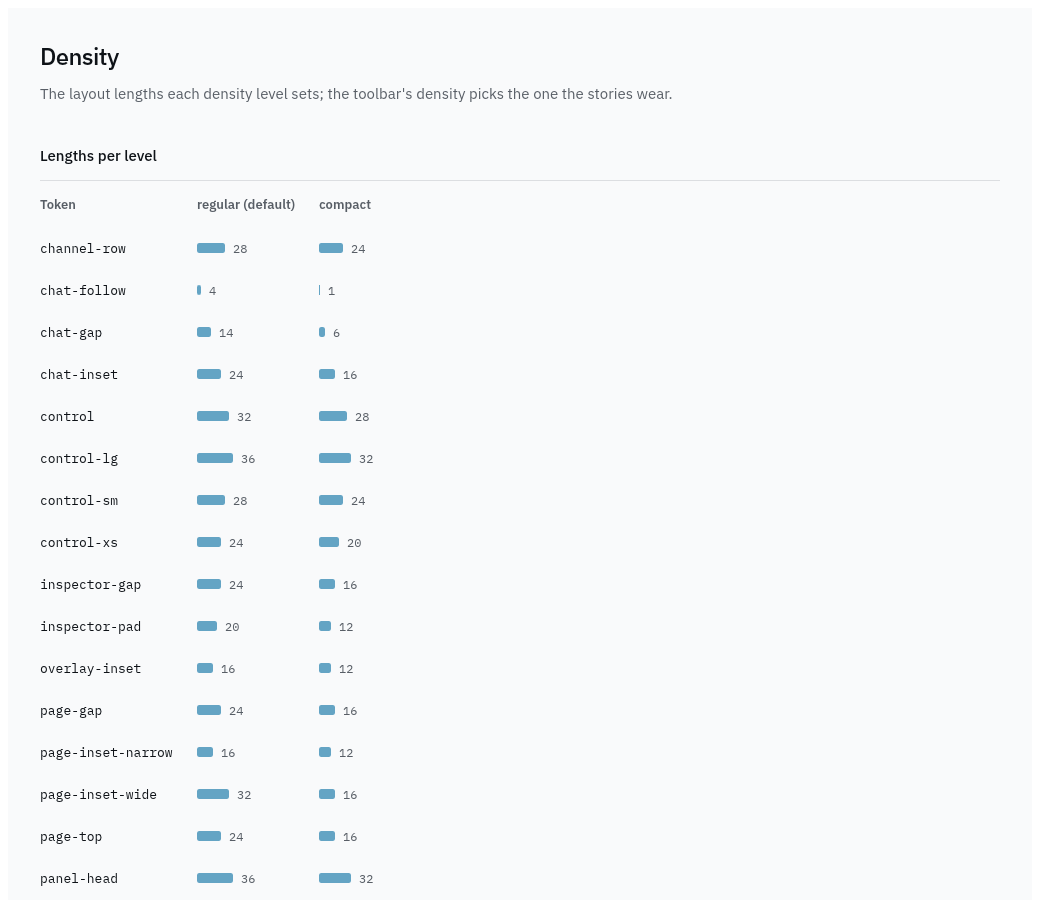 Density
The layout lengths each density level sets; the toolbar's density picks the one the stories wear.
Lengths per level
Token regular (default) compact
channel-row 28 24
chat-follow 4 1
chat-gap 14 6
chat-inset 24 16
control 32 28
control-lg 36 32
control-sm 28 24
control-xs 24 20
inspector-gap 24 16
inspector-pad 20 12
overlay-inset 16 12
page-gap 24 16
page-inset-narrow 16 12
page-inset-wide 32 16
page-top 24 16
panel-head 36 32